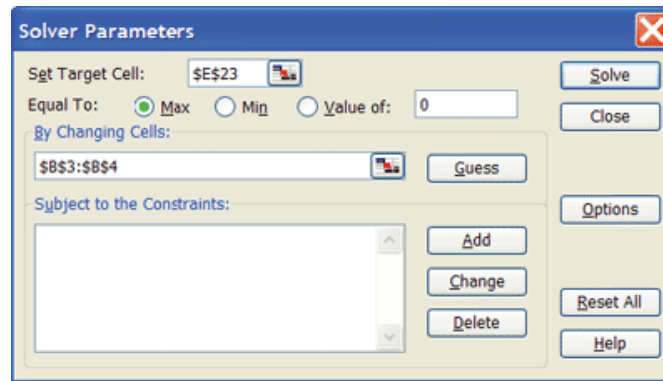 Solver Parameters
Set Target Cell: $E$23 Solve
Equal To: Max Min Value of: 0 Close
By Changing Cells:
$B$3:$B$4 Guess
Subject to the Constraints: Options
Add
Change
Reset All
Delete
Help